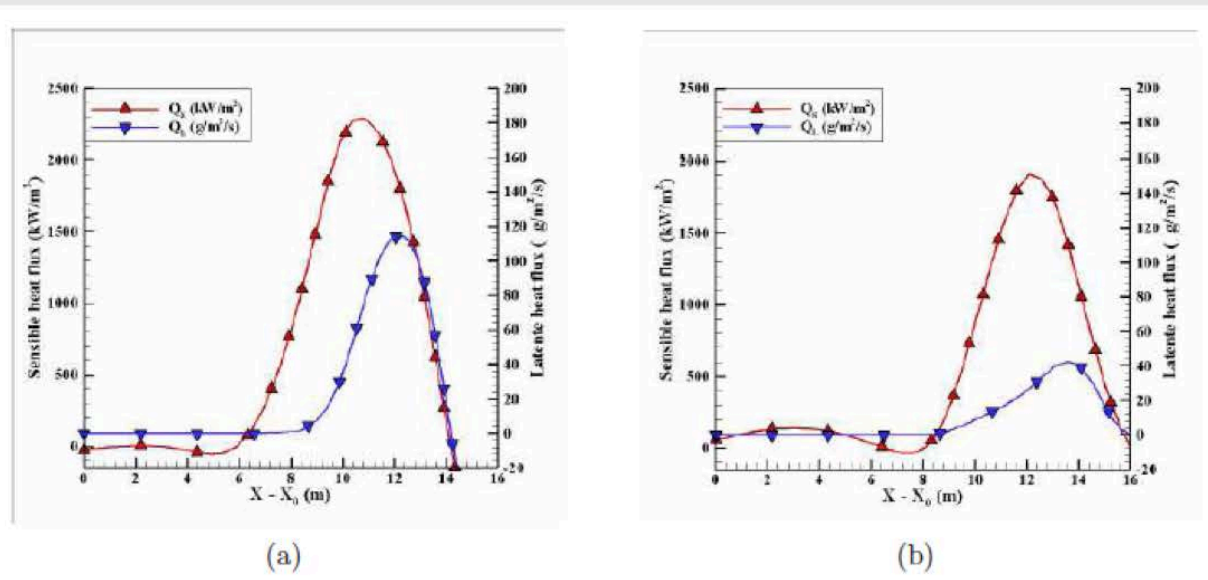 2500
2000
1500
1000
500
0
Sensible heat flux (kW/m²)
Qs (kW/m²)
QL (g/m²/s)
200
180
160
140
120
100
80
60
40
20
0
-20
Latente heat flux ( g/m²/s)
0 2 4 6 8 10 12 14 16
X - X₀ (m)
(a)
2500
2000
1500
1000
500
0
Sensible heat flux (kW/m²)
Qs (kW/m²)
QL (g/m²/s)
200
180
160
140
120
100
80
60
40
20
0
-20
Latente heat flux ( g/m²/s)
0 2 4 6 8 10 12 14 16
X - X₀ (m)
(b)